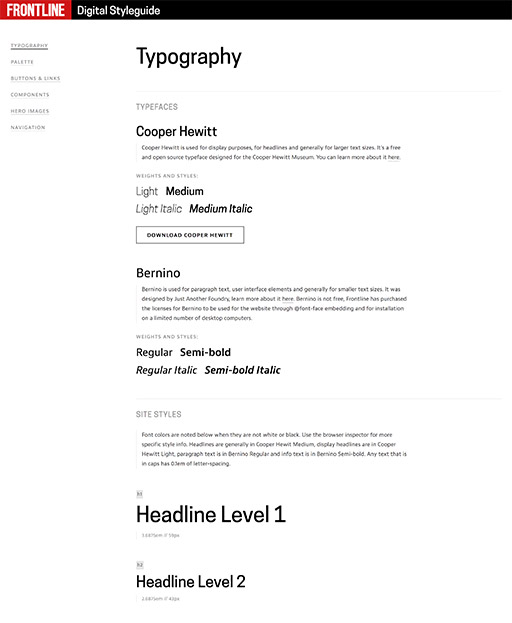 FRONTLINE Digital Styleguide
TYPOGRAPHY
PALETTE
BUTTONS & LINKS
COMPONENTS
HERO IMAGES
NAVIGATION
Typography
TYPEFACES
Cooper Hewitt
Cooper Hewitt is used for display purposes, for headlines and generally for larger text sizes. It's a free
and open source typeface designed for the Cooper Hewitt Museum. You can learn more about it here.
WEIGHTS AND STYLES:
Light Medium
Light Italic Medium Italic
DOWNLOAD COOPER HEWITT
Bernino
Bernino is used for paragraph text, user interface elements and generally for smaller text sizes. It was
designed by Just Another Foundry, learn more about it here. Bernino is not free, Frontline has purchased
the licenses for Bernino to be used for the website through @font-face embedding and for installation
on a limited number of desktop computers.
WEIGHTS AND STYLES:
Regular Semi-bold
Regular Italic Semi-bold Italic
SITE STYLES
Font colors are noted below when they are not white or black. Use the browser inspector for more
specific style info. Headlines are generally in Cooper Hewit Medium, display headlines are in Cooper
Hewitt Light, paragraph text is in Bernino Regular and info text is in Bernino Semi-bold. Any text that is
in caps has 0.1em of letter-spacing.
h1
Headline Level 1
3.6875em // 59px
h2
Headline Level 2